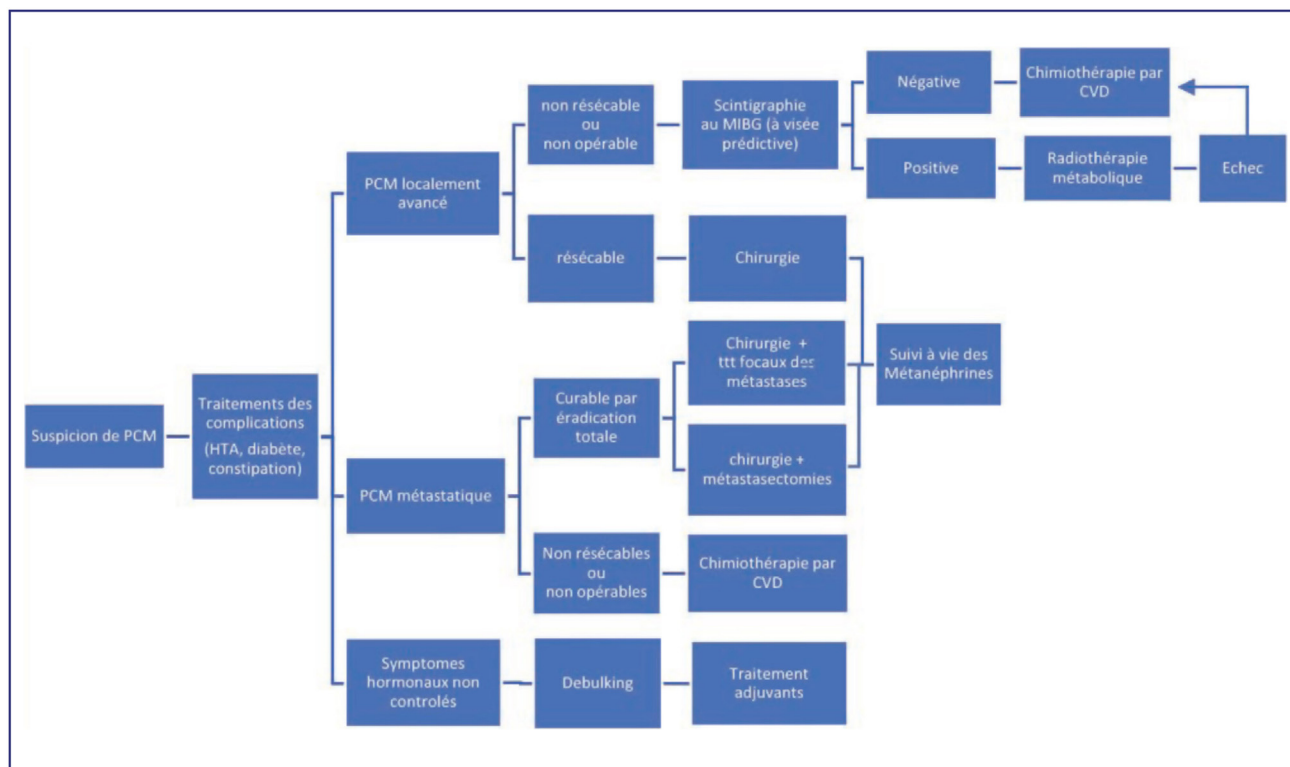 Suspicion de PCM
Traitements des
complications
(HTA, diabète,
constipation)
PCM localement
avancé
non résécable
ou
non opérable
Scintigraphie
au MIBG (à visée
prédictive)
Négative
Chimiothérapie par
CVD
Positive
Radiothérapie
métabolique
Echec
résécable
Chirurgie
PCM métastatique
Curable par
éradication
totale
Chirurgie +
ttt focaux des
métastases
chirurgie +
métastasectomies
Suivi à vie des
Métanéphrines
Non résécables
ou
non opérables
Chimiothérapie par
CVD
Symptomes
hormonaux non
controlés
Debulking
Traitement
adjuvants